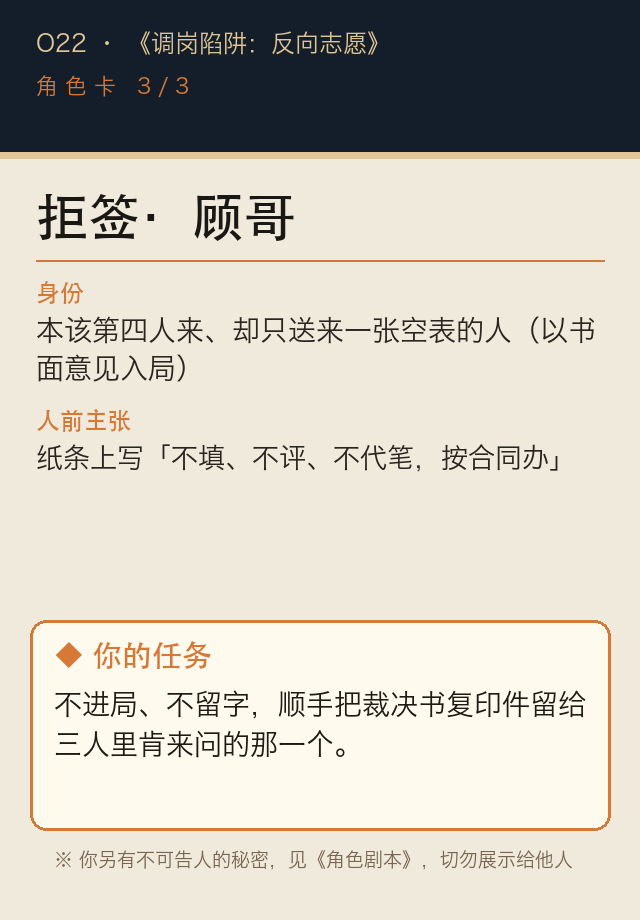 O22 · 《调岗陷阱：反向志愿》
角色卡 3/3
拒签· 顾哥
身份
本该第四人来、却只送来一张空表的人（以书
面意见入局）
人前主张
纸条上写「不填、不评、不代笔，按合同办」
◆ 你的任务
不进局、不留字，顺手把裁决书复印件留给
三人里肯来问的那一个。
※ 你另有不可告人的秘密，见《角色剧本》，切勿展示给他人